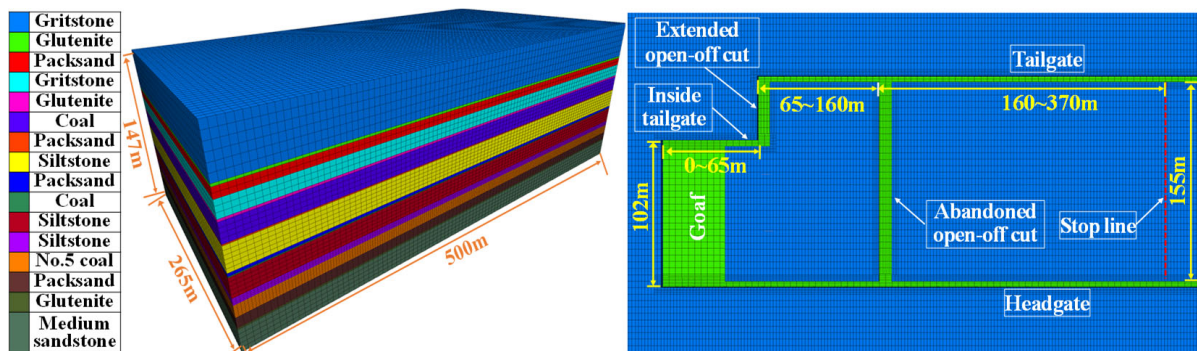 Gritstone
Glutenite
Packsand
Gritstone
Glutenite
Coal
Packsand
Siltstone
Packsand
Coal
Siltstone
Siltstone
No.5 coal
Packsand
Glutenite
Medium
sandstone
147m
265m
500m
Extended
open-off cut
Tailgate
65~160m
160~370m
Inside
tailgate
0~65m
102m
Goaf
Abandoned
open-off cut
Stop line
155m
Headgate